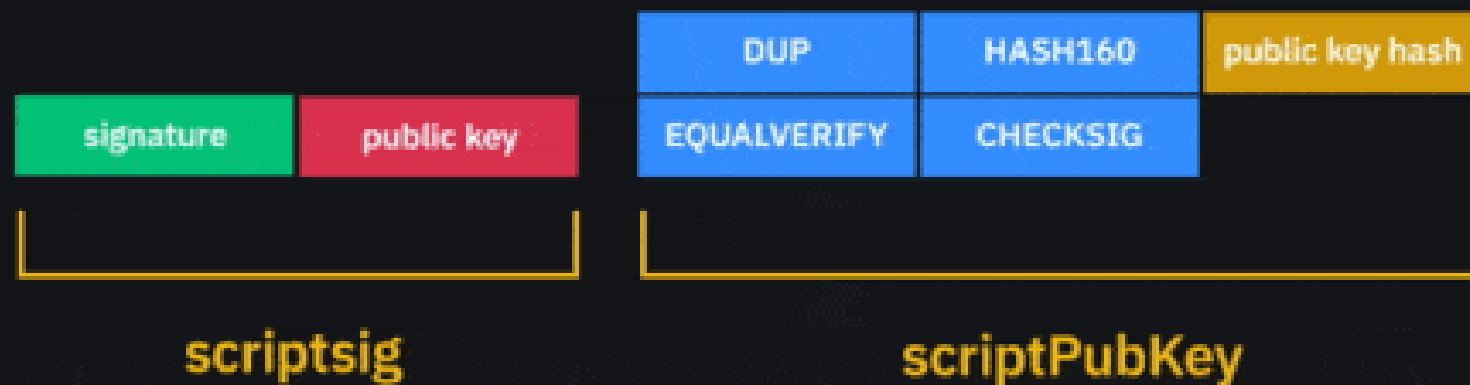 DUP HASH160 public key hash
signature public key EQUALVERIFY CHECKSIG
scriptsig scriptPubKey